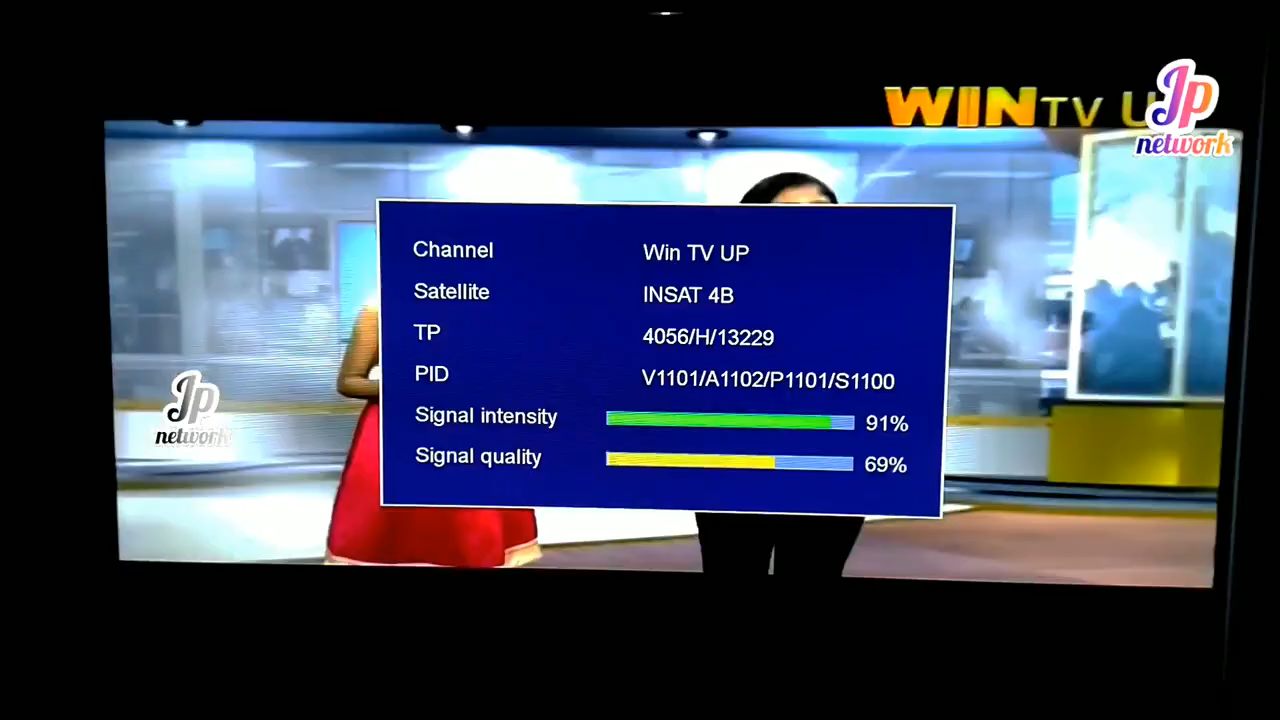 WIN TV U
Jp
network
Channel Win TV UP
Satellite INSAT 4B
TP 4056/H/13229
PID V1101/A1102/P1101/S1100
Signal intensity 91%
Signal quality 69%
Jp
network